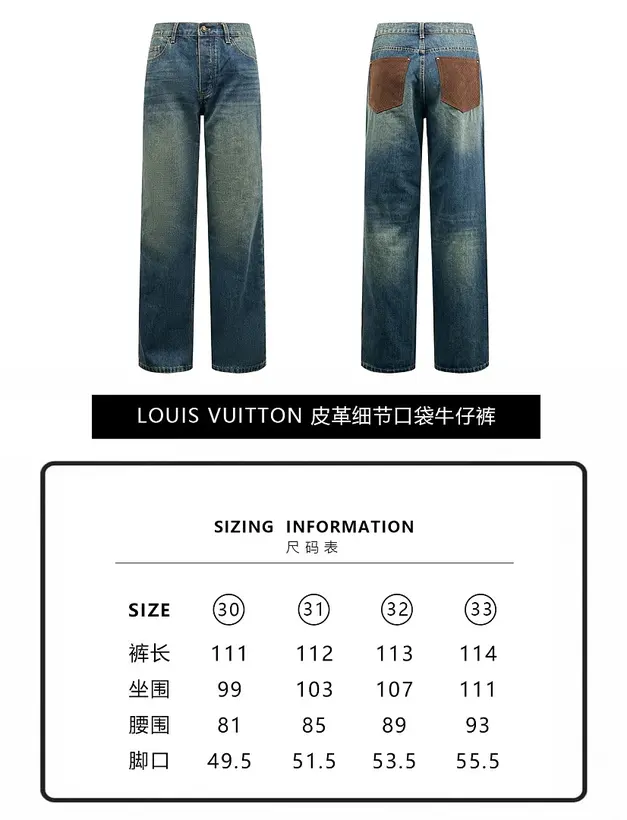 LOUIS VUITTON 皮革细节口袋牛仔裤
SIZING INFORMATION
尺码表
SIZE 30 31 32 33
裤长 111 112 113 114
坐围 99 103 107 111
腰围 81 85 89 93
脚口 49.5 51.5 53.5 55.5